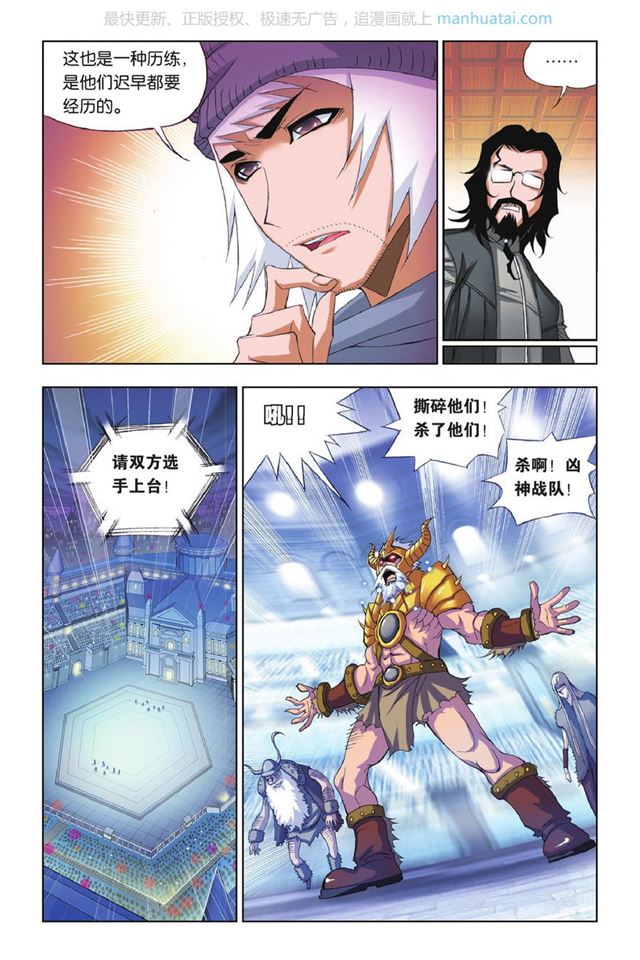 最快更新、正版授权、极速无广告，追漫画就上 manhuatai.com
这也是一种历练，
是他们迟早都要
经历的。
……
请双方选
手上台！
吼！！
撕碎他们！
杀了他们！
杀啊！凶
神战队！